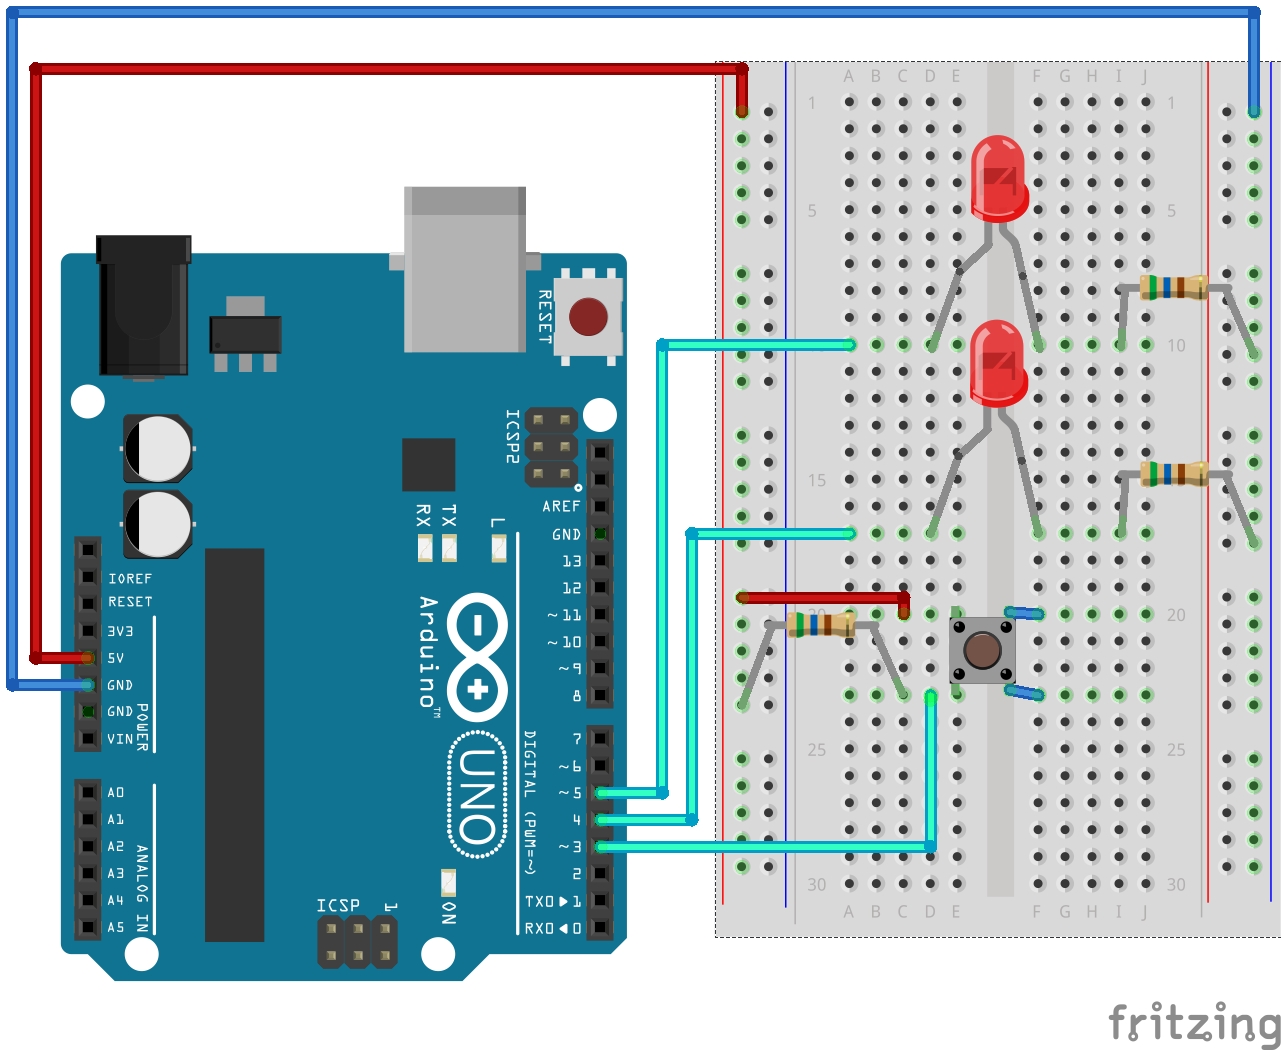 A B C D E F G H I J
1 1
5 5
10
15 15
20 20
25 25
30 30
A B C D E F G H I J
RESET
ICSP2
AREF
GND
13
12
~11
~10
~9
8
7
~6
~5
4
~3
2
TX0▶1
RX0◀0
DIGITAL (PWM=~)
RX TX L
Arduino™
UNO
ON
ICSP 1
IOREF
RESET
3V3
5V
GND
GND
VIN
POWER
A0
A1
A2
A3
A4
A5
ANALOG IN
fritzing